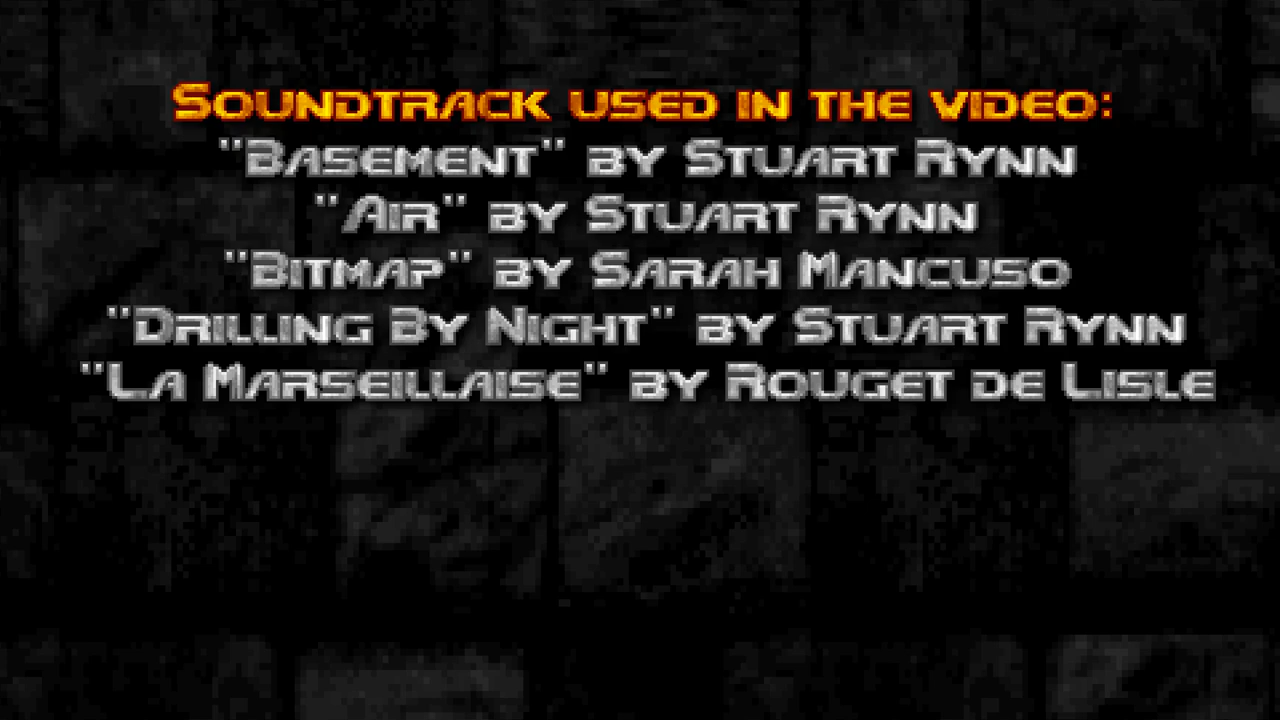 Soundtrack used in the video:
"Basement" by Stuart Rynn
"Air" by Stuart Rynn
"Bitmap" by Sarah Mancuso
"Drilling By Night" by Stuart Rynn
"La Marseillaise" by Rouget de Lisle